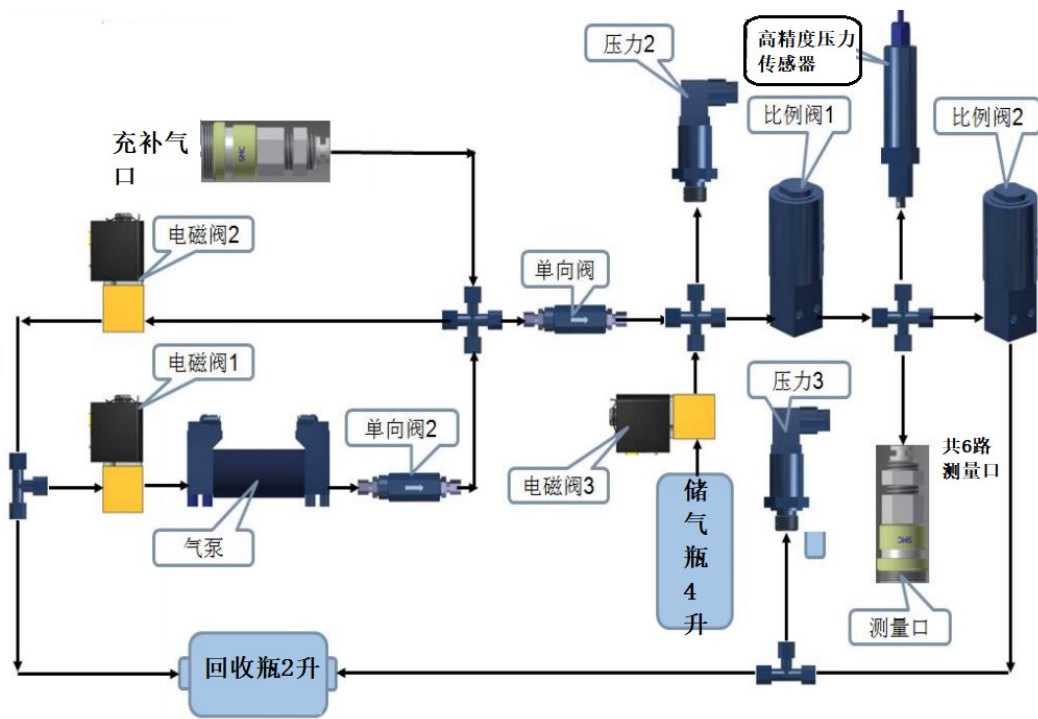 压力2
高精度压力
传感器
比例阀1
比例阀2
充补气
口
SMC
电磁阀2
单向阀
电磁阀1
单向阀2
气泵
电磁阀3
储
气
瓶
4
升
压力3
共6路
测量口
SMC
测量口
回收瓶2升